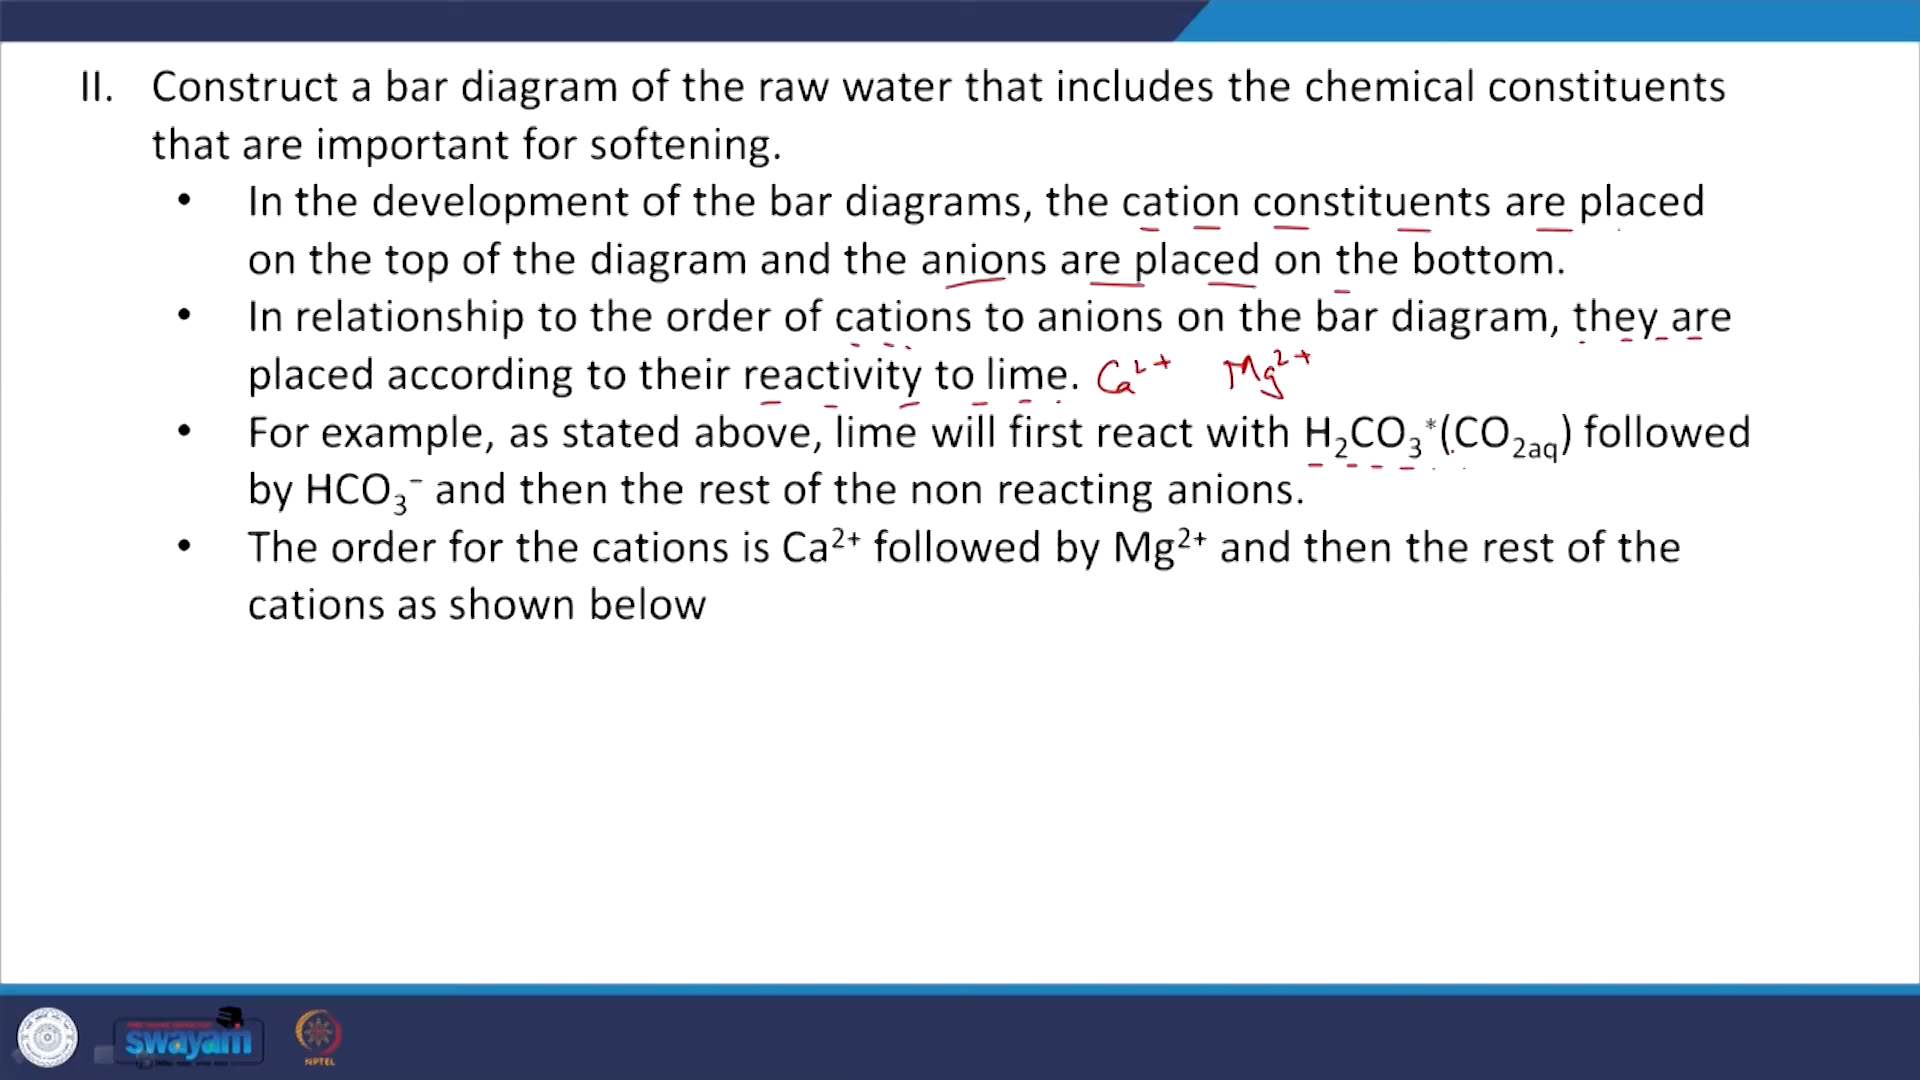 II. Construct a bar diagram of the raw water that includes the chemical constituents
that are important for softening.
• In the development of the bar diagrams, the cation constituents are placed
on the top of the diagram and the anions are placed on the bottom.
• In relationship to the order of cations to anions on the bar diagram, they are
placed according to their reactivity to lime. Ca²⁺ Mg²⁺
• For example, as stated above, lime will first react with H₂CO₃*(CO₂aq) followed
by HCO₃⁻ and then the rest of the non reacting anions.
• The order for the cations is Ca²⁺ followed by Mg²⁺ and then the rest of the
cations as shown below
swayam
NPTEL